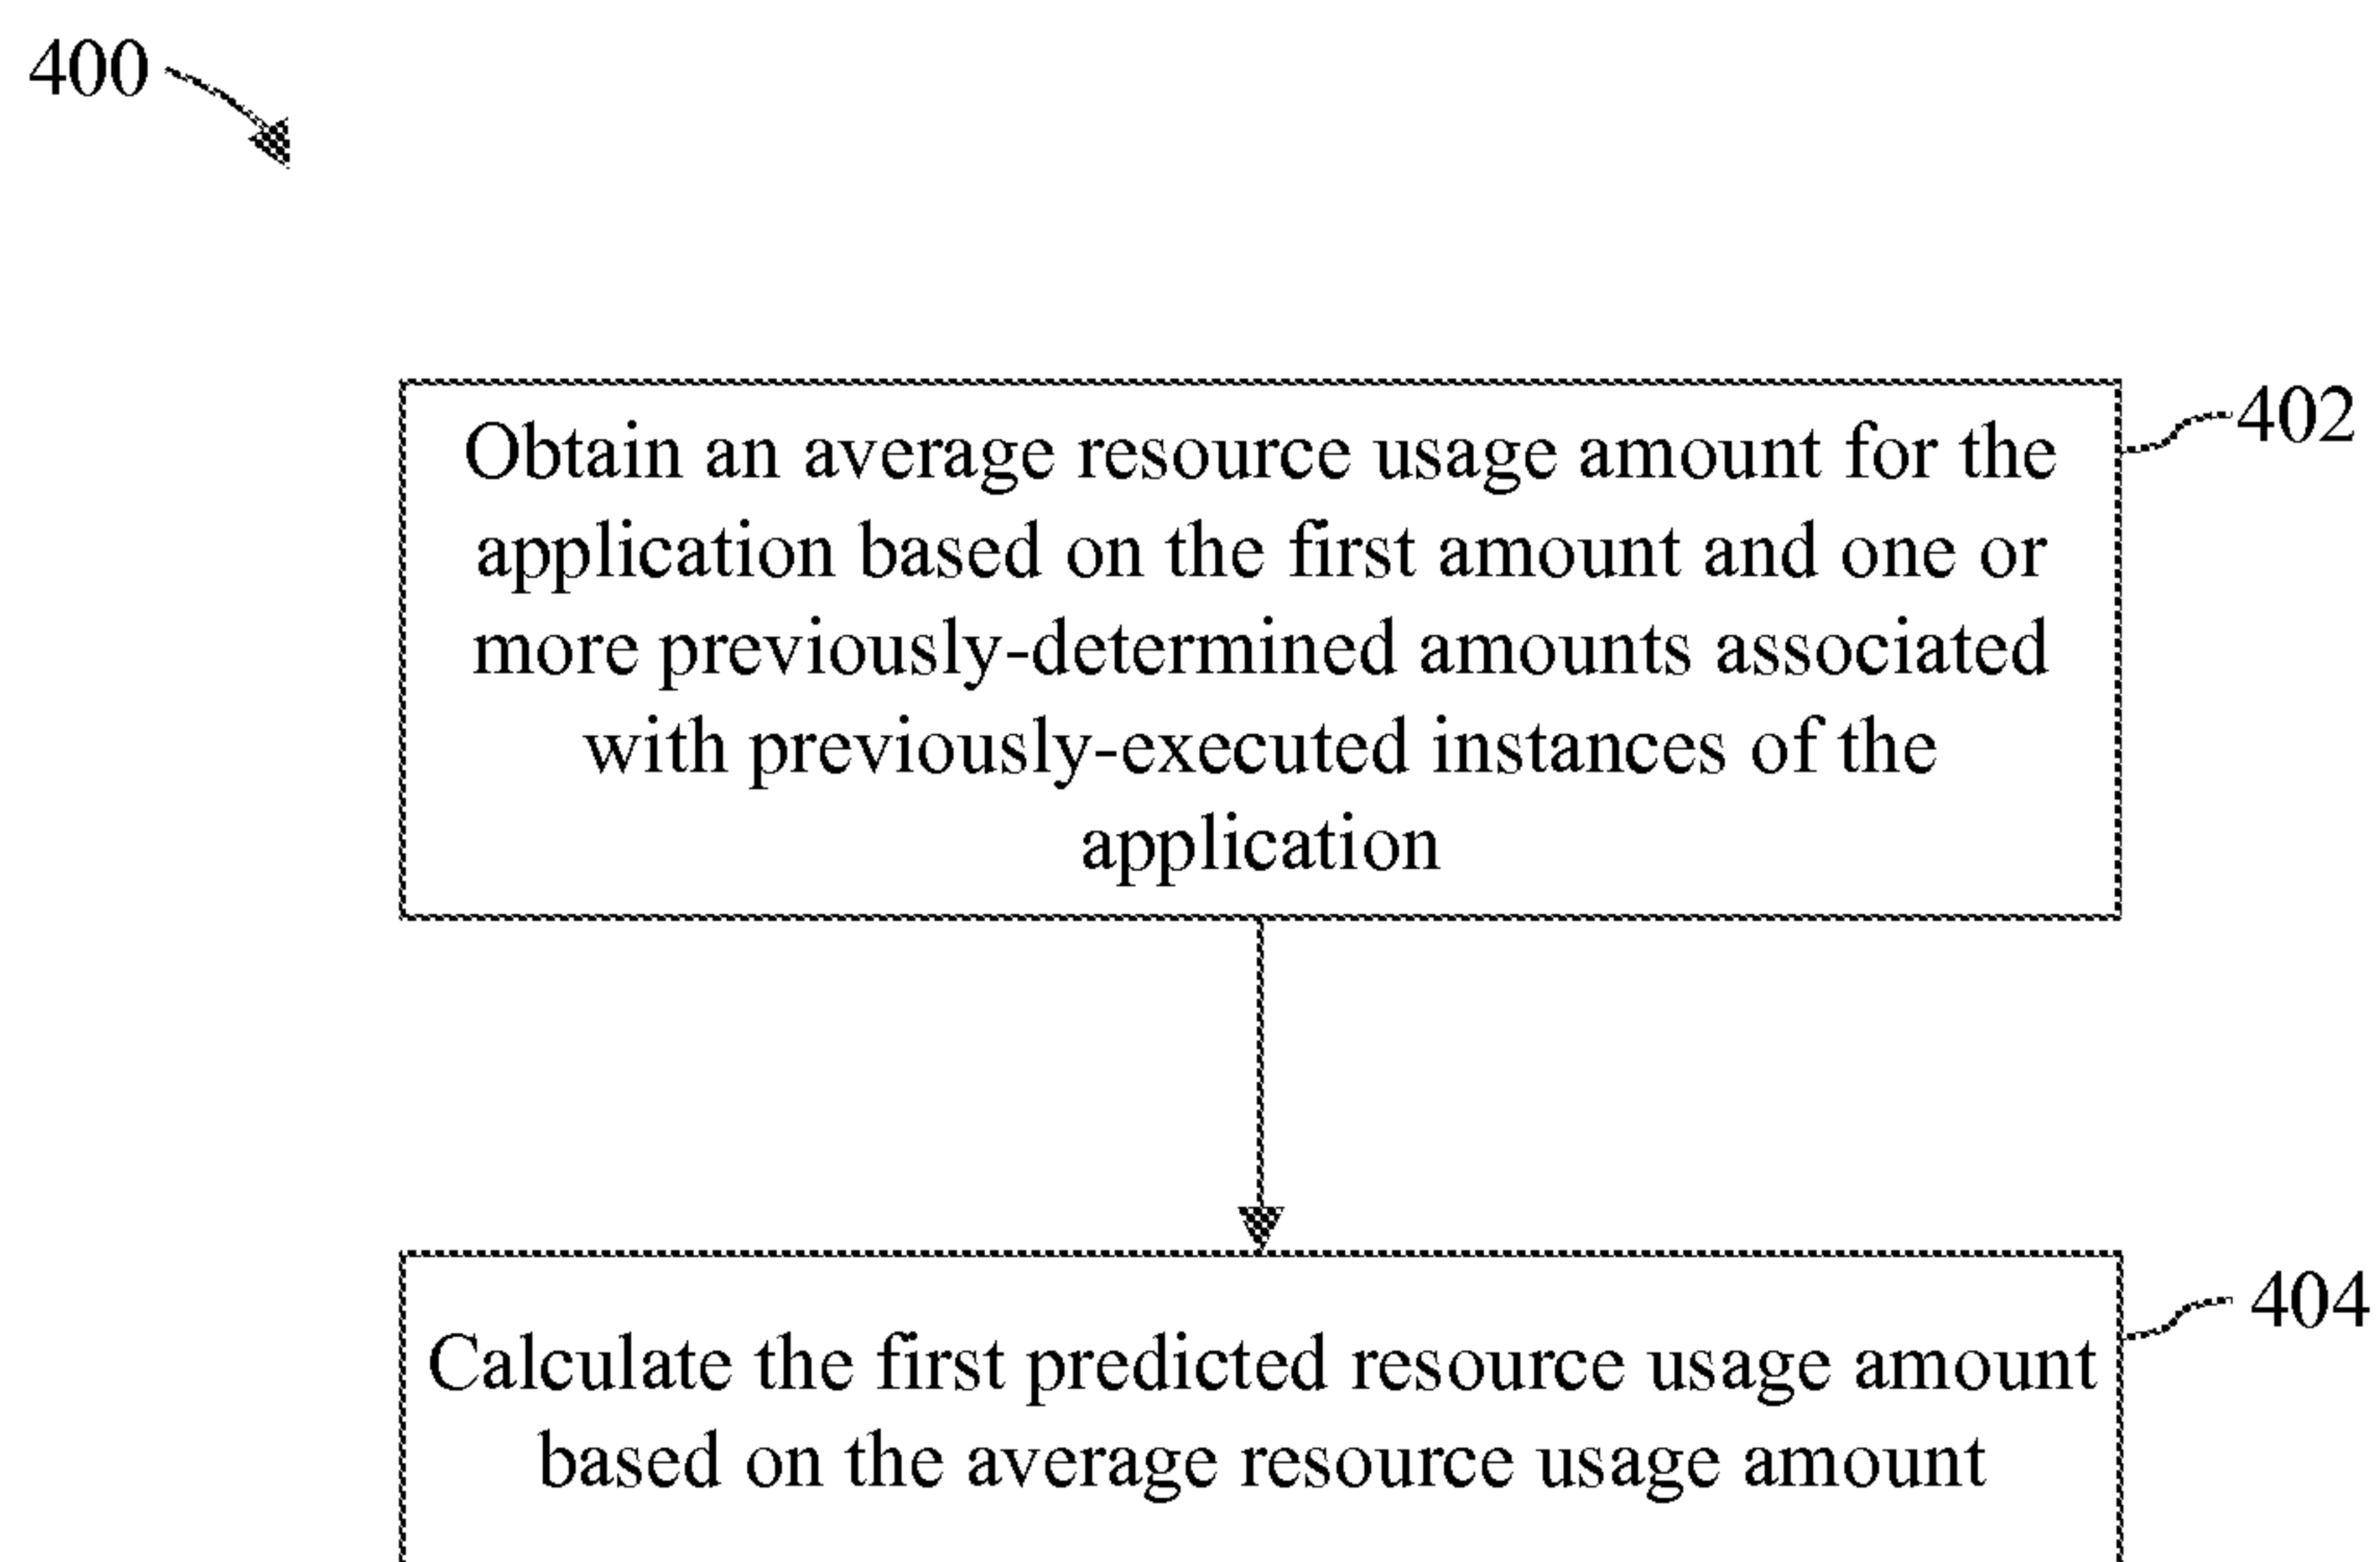 400
402
Obtain an average resource usage amount for the
application based on the first amount and one or
more previously-determined amounts associated
with previously-executed instances of the
application
404
Calculate the first predicted resource usage amount
based on the average resource usage amount